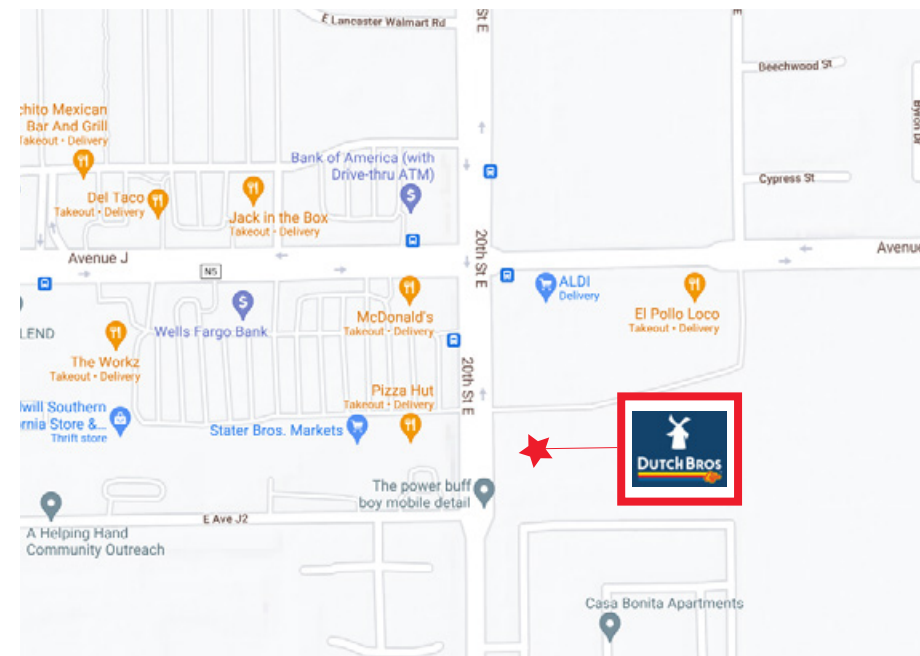 E Lancaster Walmart Rd
St E
E
Beechwood St
Byron Dr
chito Mexican
Bar And Grill
Takeout • Delivery
Bank of America (with
Drive-thru ATM)
Cypress St
Del Taco
Takeout • Delivery
Jack in the Box
Takeout • Delivery
20th St E
Avenue J
N5
Avenue
ALDI
Delivery
El Pollo Loco
Takeout • Delivery
McDonald's
Takeout • Delivery
Wells Fargo Bank
LEND
The Workz
Takeout • Delivery
20th St E
Pizza Hut
Takeout • Delivery
will Southern
rnia Store &...
Thrift store
Stater Bros. Markets
DUTCH BROS
The power buff
boy mobile detail
E Ave J2
A Helping Hand
Community Outreach
Casa Bonita Apartments